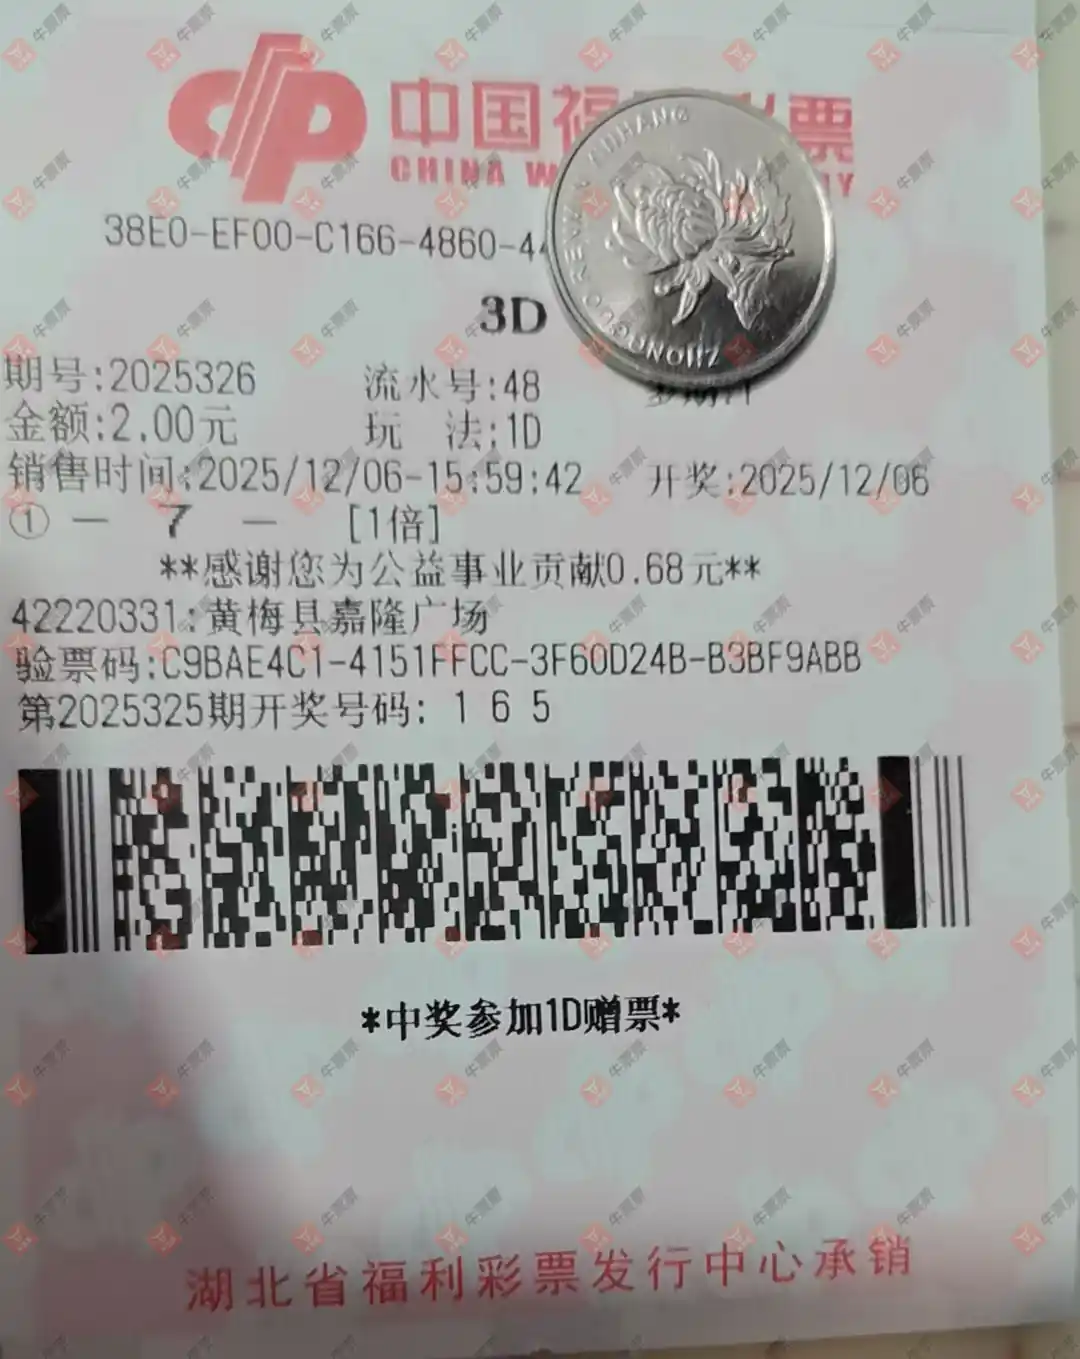 中国福 彩票
CHINA W Y
38E0-EF00-C166-4860-4
3D
期号:2025326 流水号:48
金额:2.00元 玩 法:1D
销售时间:2025/12/06-15:59:42 开奖:2025/12/06
① — 7 — [1倍]
**感谢您为公益事业贡献0.68元**
42220331:黄梅县嘉隆广场
验票码:C9BAE4C1-4151FFCC-3F60D24B-B3BF9ABB
第2025325期开奖号码: 1 6 5
*中奖参加1D赠票*
湖北省福利彩票发行中心承销
牛票票